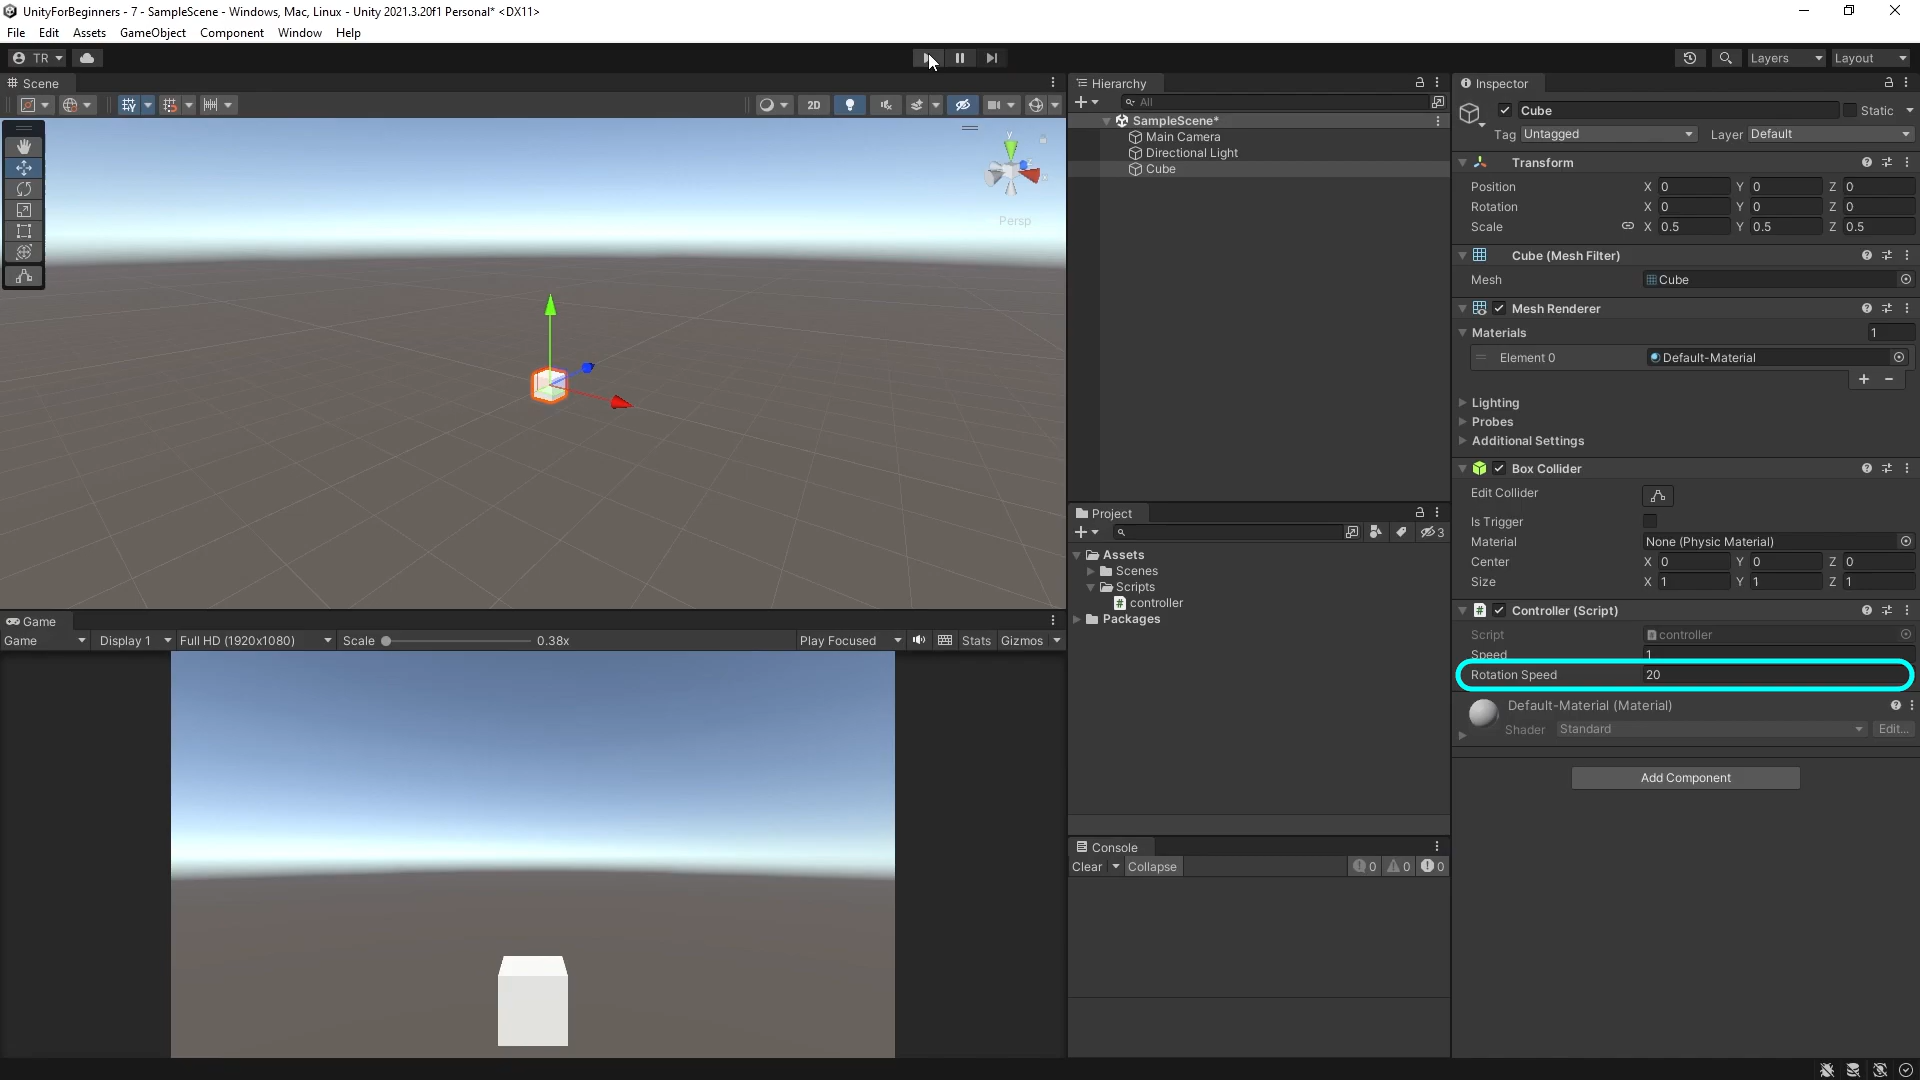 UnityForBeginners - 7 - SampleScene - Windows, Mac, Linux - Unity 2021.3.20f1 Personal* <DX11>
File Edit Assets GameObject Component Window Help
TR
Layers
Layout
Scene
2D
y
Persp
Hierarchy
All
SampleScene*
Main Camera
Directional Light
Cube
Project
3
Assets
Scenes
Scripts
controller
Packages
Game
Game Display 1 Full HD (1920x1080) Scale 0.38x Play Focused Stats Gizmos
Console
Clear Collapse 0 0 0
Inspector
Cube Static
Tag Untagged Layer Default
Transform
Position X 0 Y 0 Z 0
Rotation X 0 Y 0 Z 0
Scale X 0.5 Y 0.5 Z 0.5
Cube (Mesh Filter)
Mesh Cube
Mesh Renderer
Materials 1
Element 0 Default-Material
Lighting
Probes
Additional Settings
Box Collider
Edit Collider
Is Trigger
Material None (Physic Material)
Center X 0 Y 0 Z 0
Size X 1 Y 1 Z 1
Controller (Script)
Script controller
Speed 1
Rotation Speed 20
Default-Material (Material)
Shader Standard Edit...
Add Component